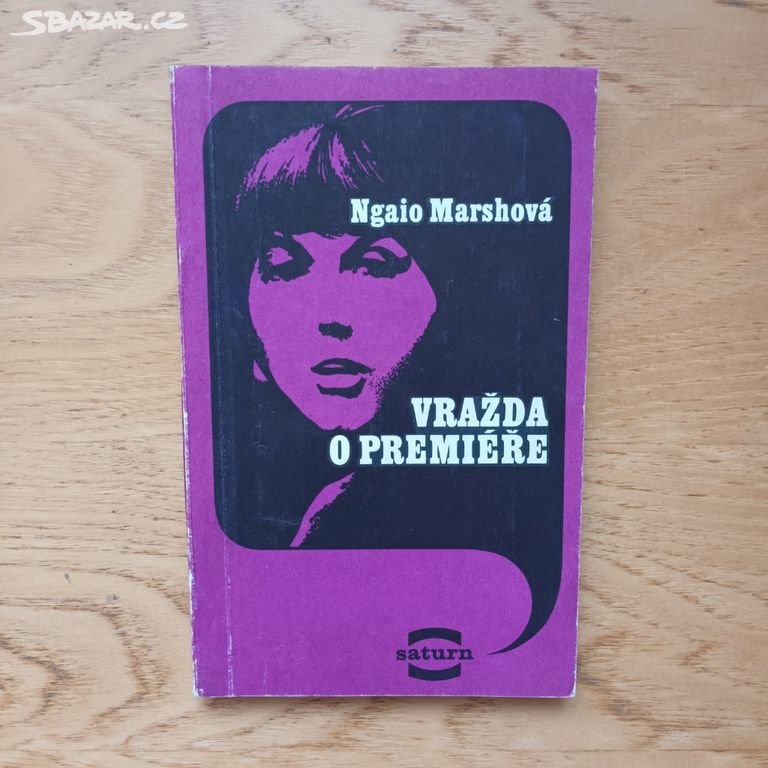 SBAZAR.CZ
Ngaio Marshová
VRAŽDA
O PREMIÉŘE
saturn